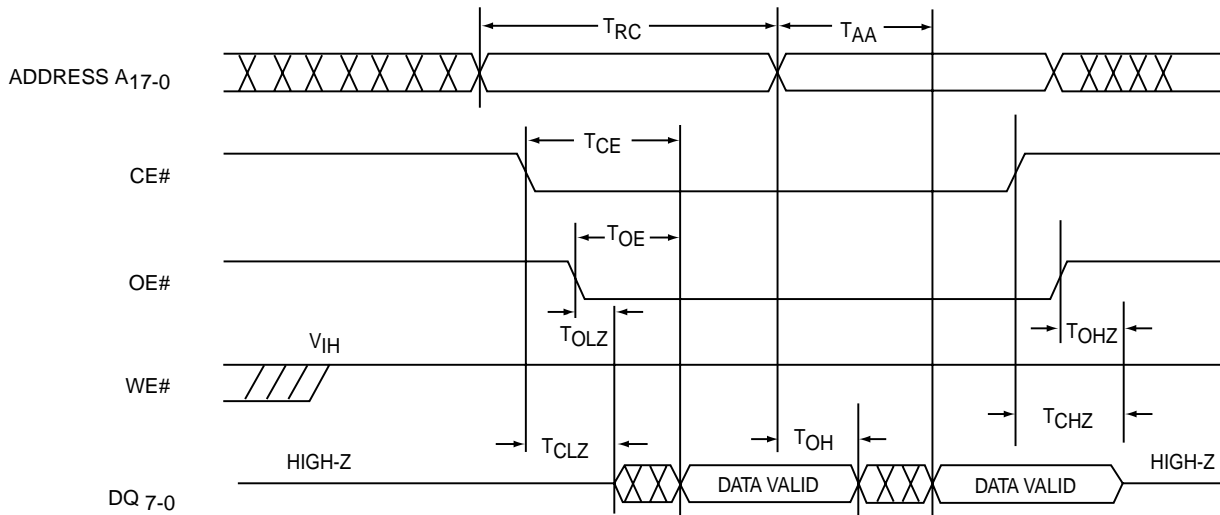 TRC
TAA
ADDRESS A17-0
TCE
CE#
TOE
OE#
TOLZ
TOHZ
VIH
WE#
TCLZ
TOH
TCHZ
HIGH-Z
HIGH-Z
DATA VALID
DATA VALID
DQ 7-0